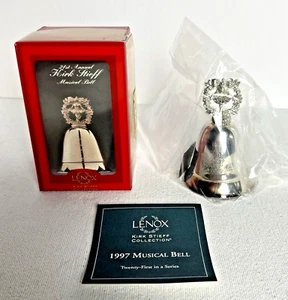 21st Annual
Kirk Stieff
Musical Bell
LENOX
LENOX
KIRK STIEFF
COLLECTION
1997 MUSICAL BELL
Twenty-First in a Series